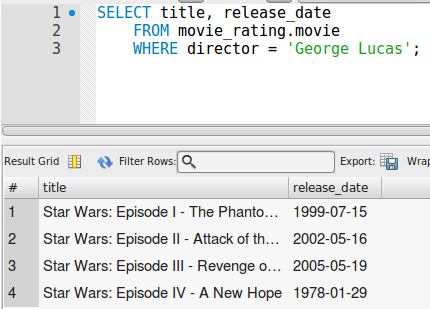 1 SELECT title, release_date
2 FROM movie_rating.movie
3 WHERE director = 'George Lucas';
Result Grid Filter Rows: Export: Wrap
# title release_date
1 Star Wars: Episode I - The Phanto... 1999-07-15
2 Star Wars: Episode II - Attack of th... 2002-05-16
3 Star Wars: Episode III - Revenge o... 2005-05-19
4 Star Wars: Episode IV - A New Hope 1978-01-29